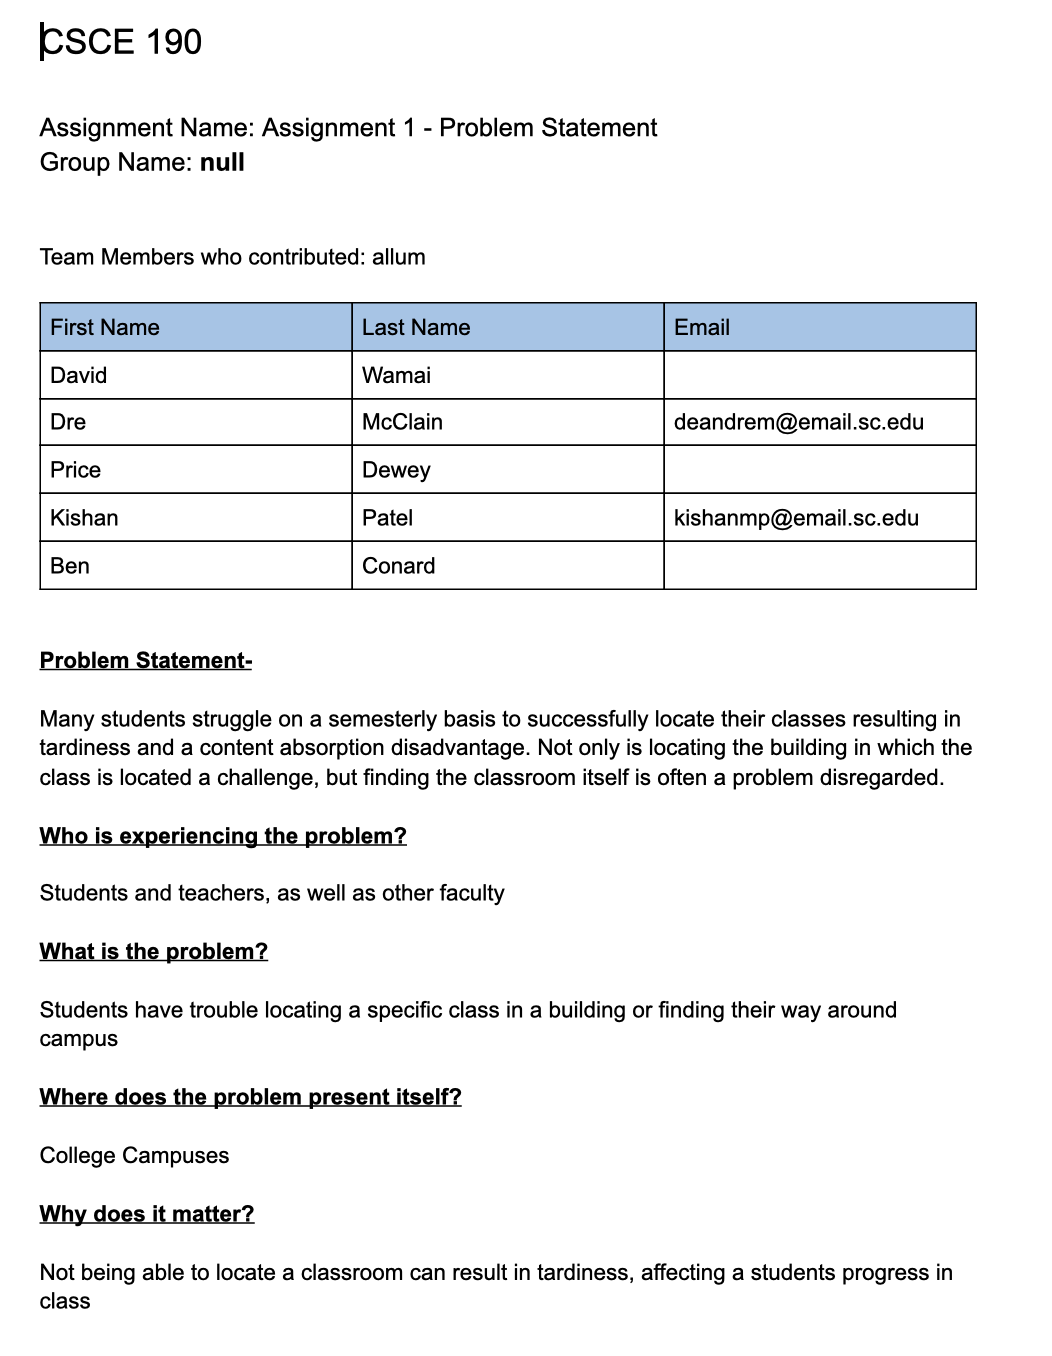 CSCE 190
Assignment Name: Assignment 1 - Problem Statement
Group Name: null
Team Members who contributed: allum
First Name Last Name Email
David Wamai
Dre McClain deandrem@email.sc.edu
Price Dewey
Kishan Patel kishanmp@email.sc.edu
Ben Conard
Problem Statement-
Many students struggle on a semesterly basis to successfully locate their classes resulting in
tardiness and a content absorption disadvantage. Not only is locating the building in which the
class is located a challenge, but finding the classroom itself is often a problem disregarded.
Who is experiencing the problem?
Students and teachers, as well as other faculty
What is the problem?
Students have trouble locating a specific class in a building or finding their way around
campus
Where does the problem present itself?
College Campuses
Why does it matter?
Not being able to locate a classroom can result in tardiness, affecting a students progress in
class